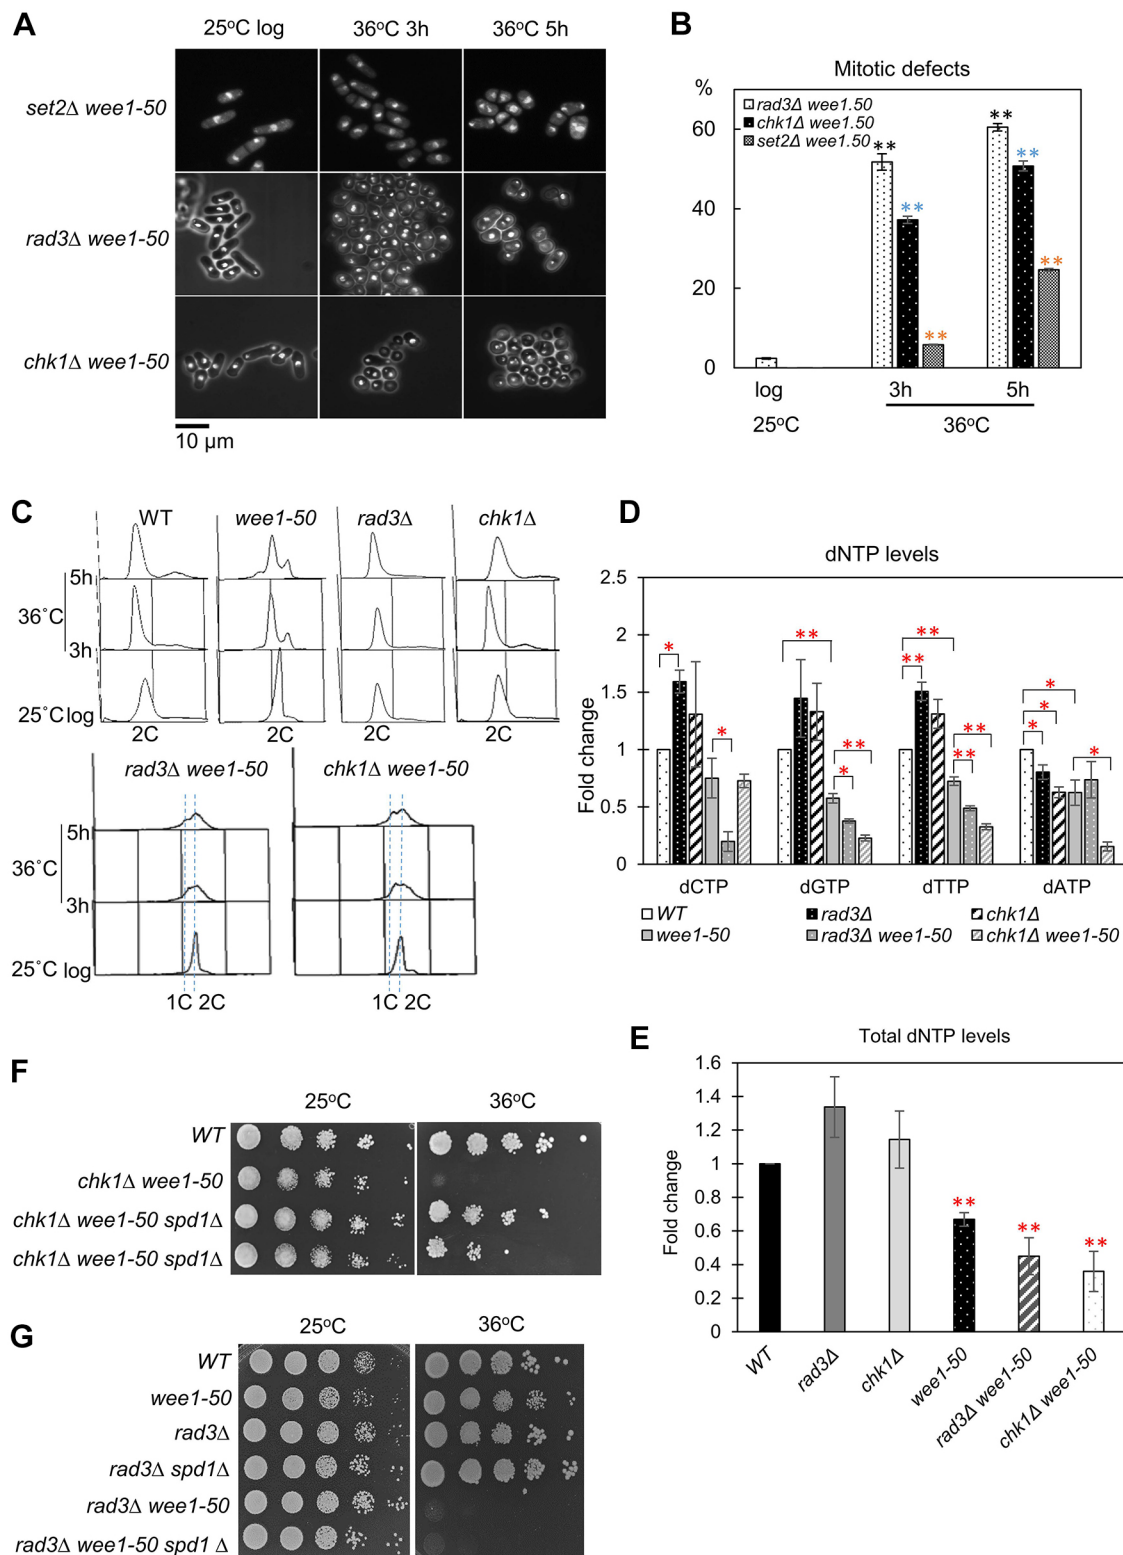 A
25°C log
36°C 3h
36°C 5h
set2Δ wee1-50
rad3Δ wee1-50
chk1Δ wee1-50
10 µm
B
Mitotic defects
%
rad3Δ wee1.50
chk1Δ wee1.50
set2Δ wee1.50
60
40
20
0
**
**
**
**
**
**
log
3h
5h
25°C
36°C
C
WT
wee1-50
rad3Δ
chk1Δ
5h
36°C
3h
25°C log
2C
2C
2C
2C
rad3Δ wee1-50
chk1Δ wee1-50
5h
36°C
3h
25°C log
1C 2C
1C 2C
D
dNTP levels
Fold change
2.5
2
1.5
1
0.5
0
*
*
**
**
*
**
**
**
**
*
*
*
*
dCTP
dGTP
dTTP
dATP
WT
rad3Δ
chk1Δ
wee1-50
rad3Δ wee1-50
chk1Δ wee1-50
E
Total dNTP levels
Fold change
1.6
1.4
1.2
1
0.8
0.6
0.4
0.2
0
**
**
**
WT
rad3Δ
chk1Δ
wee1-50
rad3Δ wee1-50
chk1Δ wee1-50
F
25°C
36°C
WT
chk1Δ wee1-50
chk1Δ wee1-50 spd1Δ
chk1Δ wee1-50 spd1Δ
G
25°C
36°C
WT
wee1-50
rad3Δ
rad3Δ spd1Δ
rad3Δ wee1-50
rad3Δ wee1-50 spd1 Δ